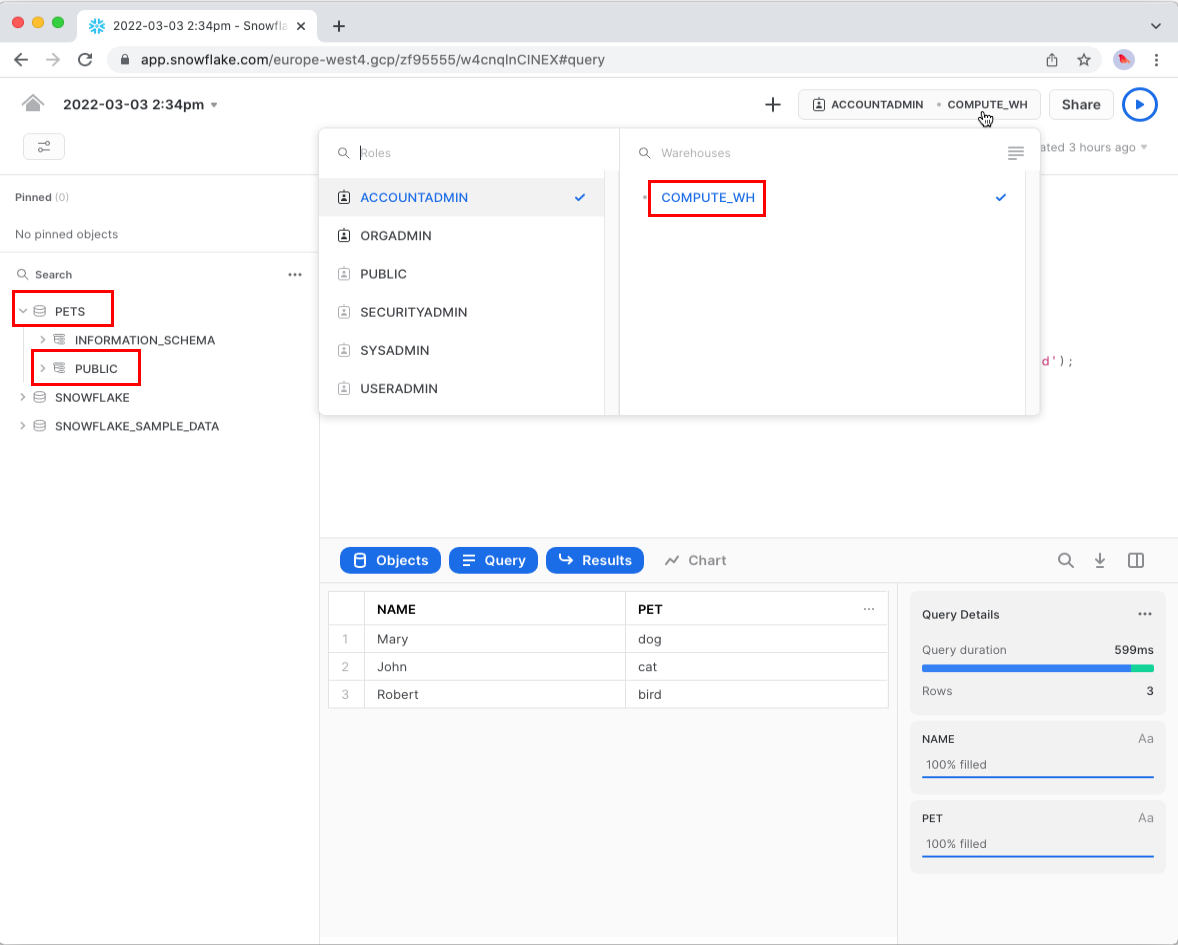 2022-03-03 2:34pm - Snowfla
app.snowflake.com/europe-west4.gcp/zf95555/w4cnqlnClNEX#query
2022-03-03 2:34pm
ACCOUNTADMIN • COMPUTE_WH
Share
ated 3 hours ago
Roles
Warehouses
ACCOUNTADMIN
COMPUTE_WH
ORGADMIN
PUBLIC
SECURITYADMIN
SYSADMIN
USERADMIN
Pinned (0)
No pinned objects
Search
PETS
INFORMATION_SCHEMA
PUBLIC
SNOWFLAKE
SNOWFLAKE_SAMPLE_DATA
d');
Objects
Query
Results
Chart
NAME PET
1 Mary dog
2 John cat
3 Robert bird
Query Details
Query duration 599ms
Rows 3
NAME Aa
100% filled
PET Aa
100% filled